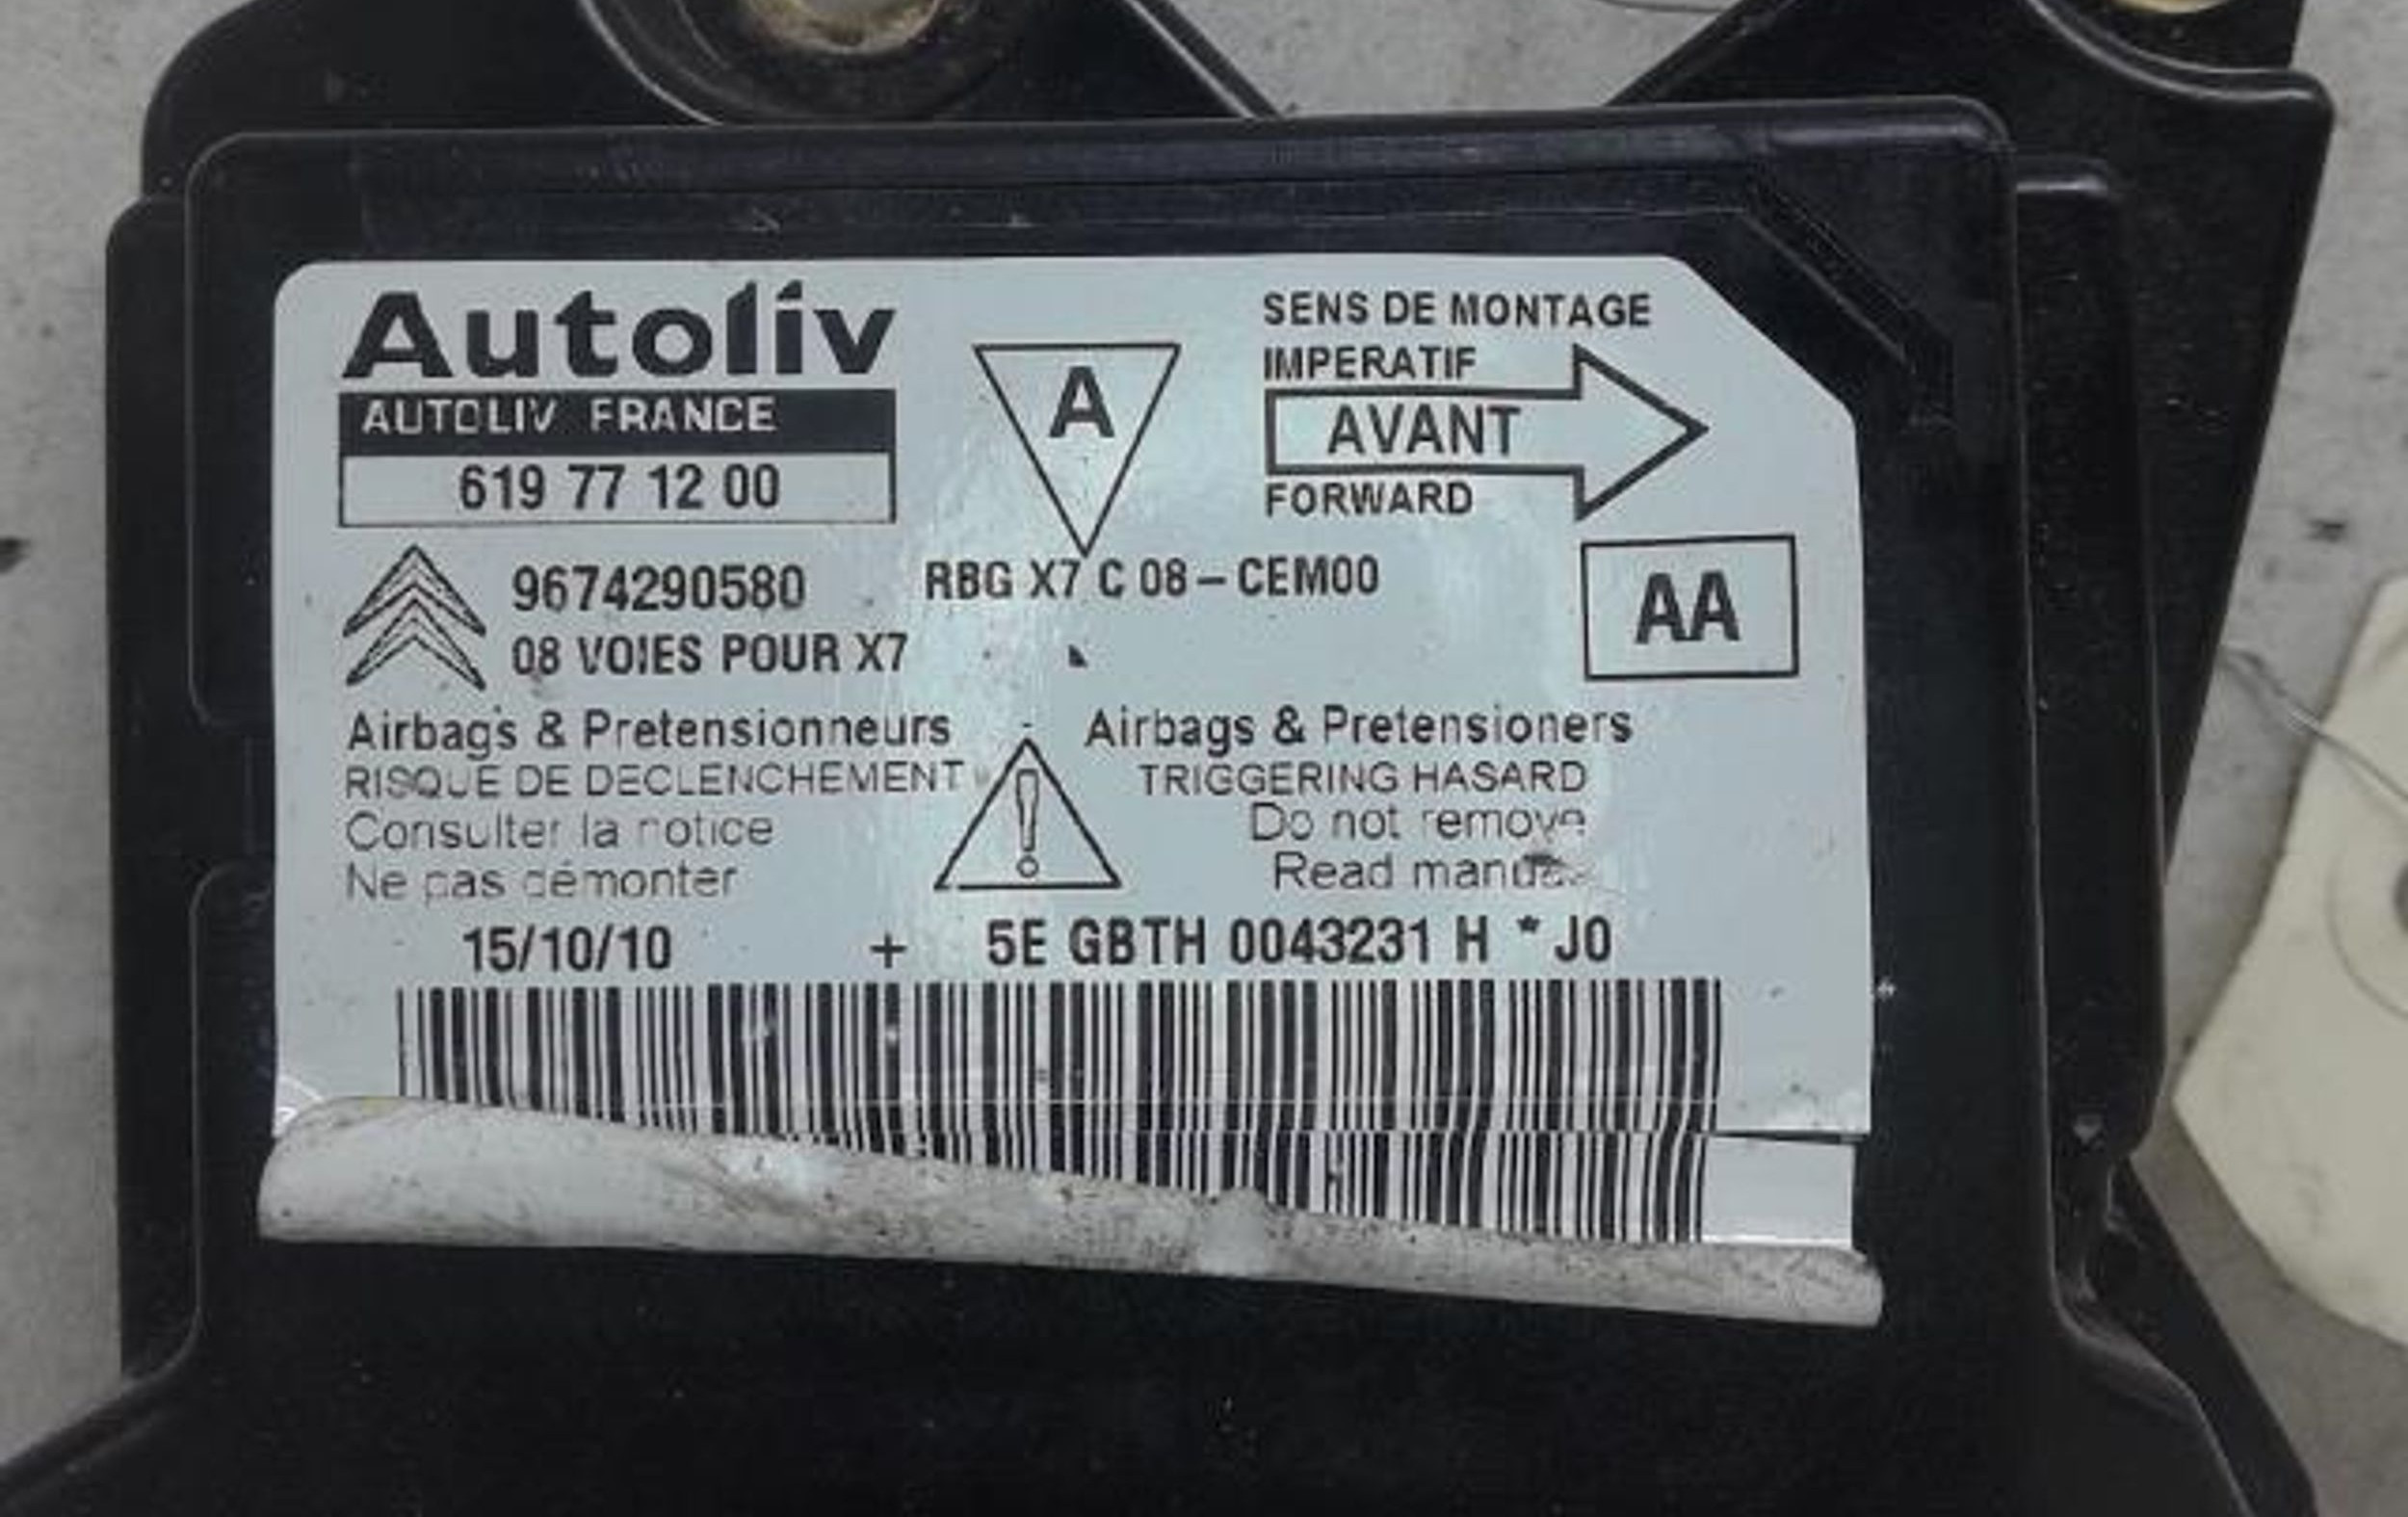 Autoliv
AUTOLIV FRANCE
619 77 12 00
A
SENS DE MONTAGE
IMPERATIF
AVANT
FORWARD
9674290580
RBG X7 C 08-CEM00
08 VOIES POUR X7
AA
Airbags & Pretensionneurs
RISQUE DE DECLENCHEMENT
Consulter la notice
Ne pas démonter
Airbags & Pretensioners
TRIGGERING HASARD
Do not remove
Read manual
15/10/10 + 5E GBTH 0043231 H * J0